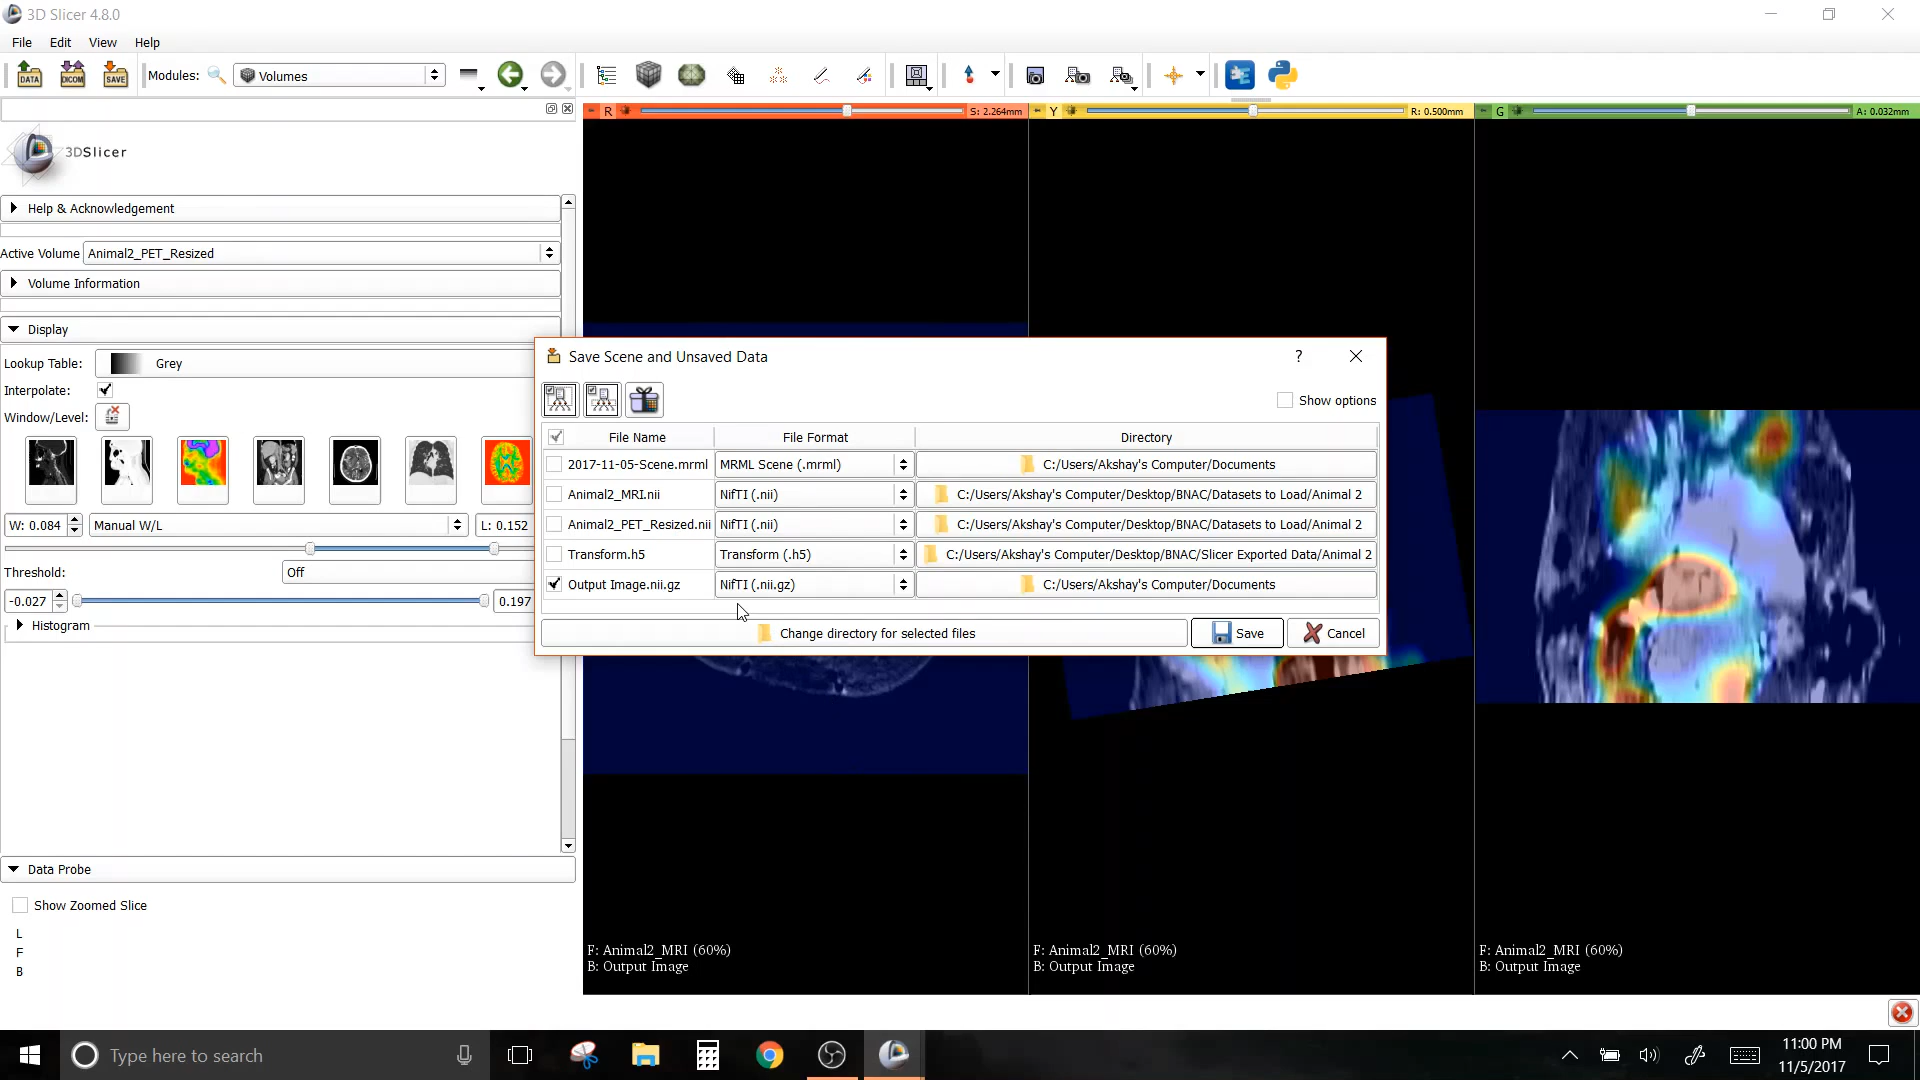 3D Slicer 4.8.0
File Edit View Help
DATA DICOM SAVE Modules: Volumes
R S: 2.264mm Y R: 0.500mm G A: 0.032mm
3DSlicer
Help & Acknowledgement
Active Volume Animal2_PET_Resized
Volume Information
Display
Lookup Table: Grey
Interpolate:
Window/Level:
W: 0.084 Manual W/L L: 0.152
Threshold: Off
-0.027 0.197
Histogram
Save Scene and Unsaved Data ?
Show options
File Name File Format Directory
2017-11-05-Scene.mrml MRML Scene (.mrml) C:/Users/Akshay's Computer/Documents
Animal2_MRI.nii NifTI (.nii) C:/Users/Akshay's Computer/Desktop/BNAC/Datasets to Load/Animal 2
Animal2_PET_Resized.nii NifTI (.nii) C:/Users/Akshay's Computer/Desktop/BNAC/Datasets to Load/Animal 2
Transform.h5 Transform (.h5) C:/Users/Akshay's Computer/Desktop/BNAC/Slicer Exported Data/Animal 2
Output Image.nii.gz NifTI (.nii.gz) C:/Users/Akshay's Computer/Documents
Change directory for selected files Save Cancel
Data Probe
Show Zoomed Slice
L
F
B
F: Animal2_MRI (60%)
B: Output Image
F: Animal2_MRI (60%)
B: Output Image
F: Animal2_MRI (60%)
B: Output Image
Type here to search
11:00 PM
11/5/2017